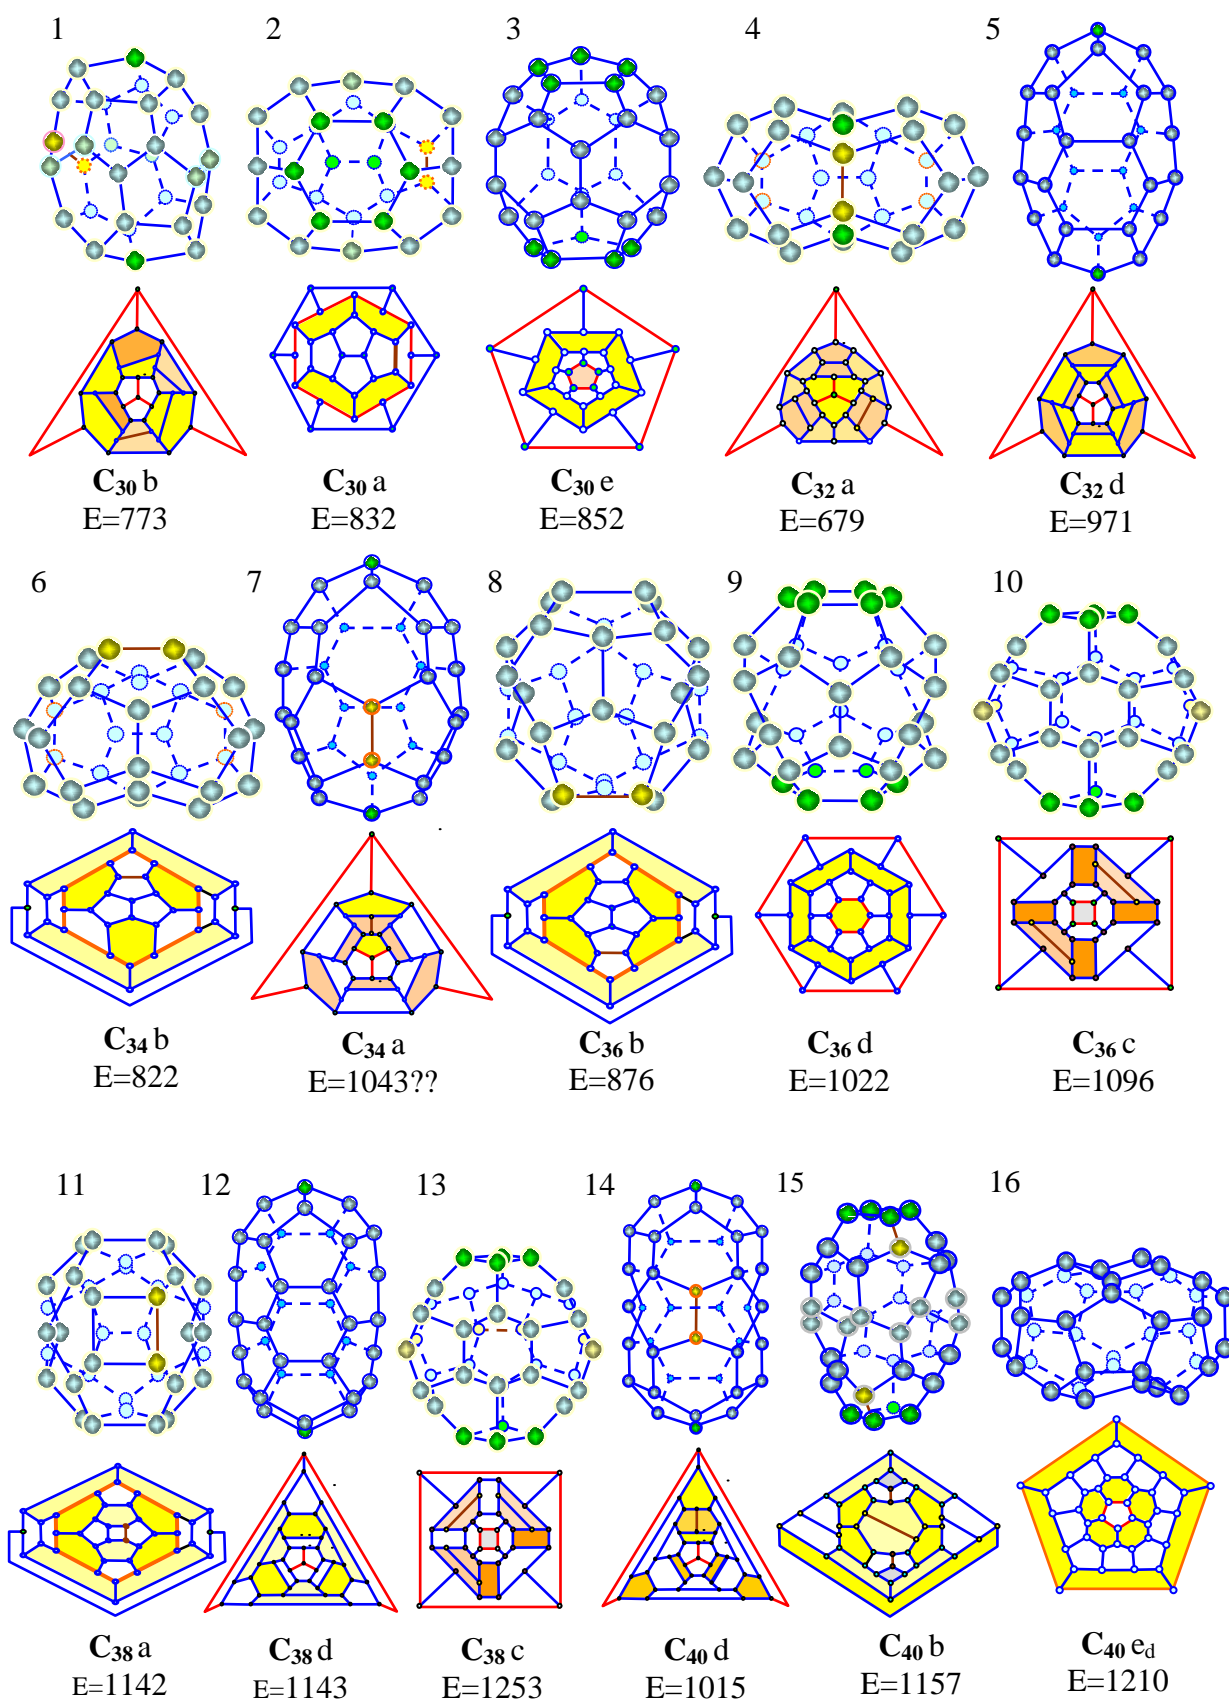 1 2 3 4 5
C30 b C30 a C30 e C32 a C32 d
E=773 E=832 E=852 E=679 E=971
6 7 8 9 10
C34 b C34 a C36 b C36 d C36 c
E=822 E=1043?? E=876 E=1022 E=1096
11 12 13 14 15 16
C38 a C38 d C38 c C40 d C40 b C40 ed
E=1142 E=1143 E=1253 E=1015 E=1157 E=1210